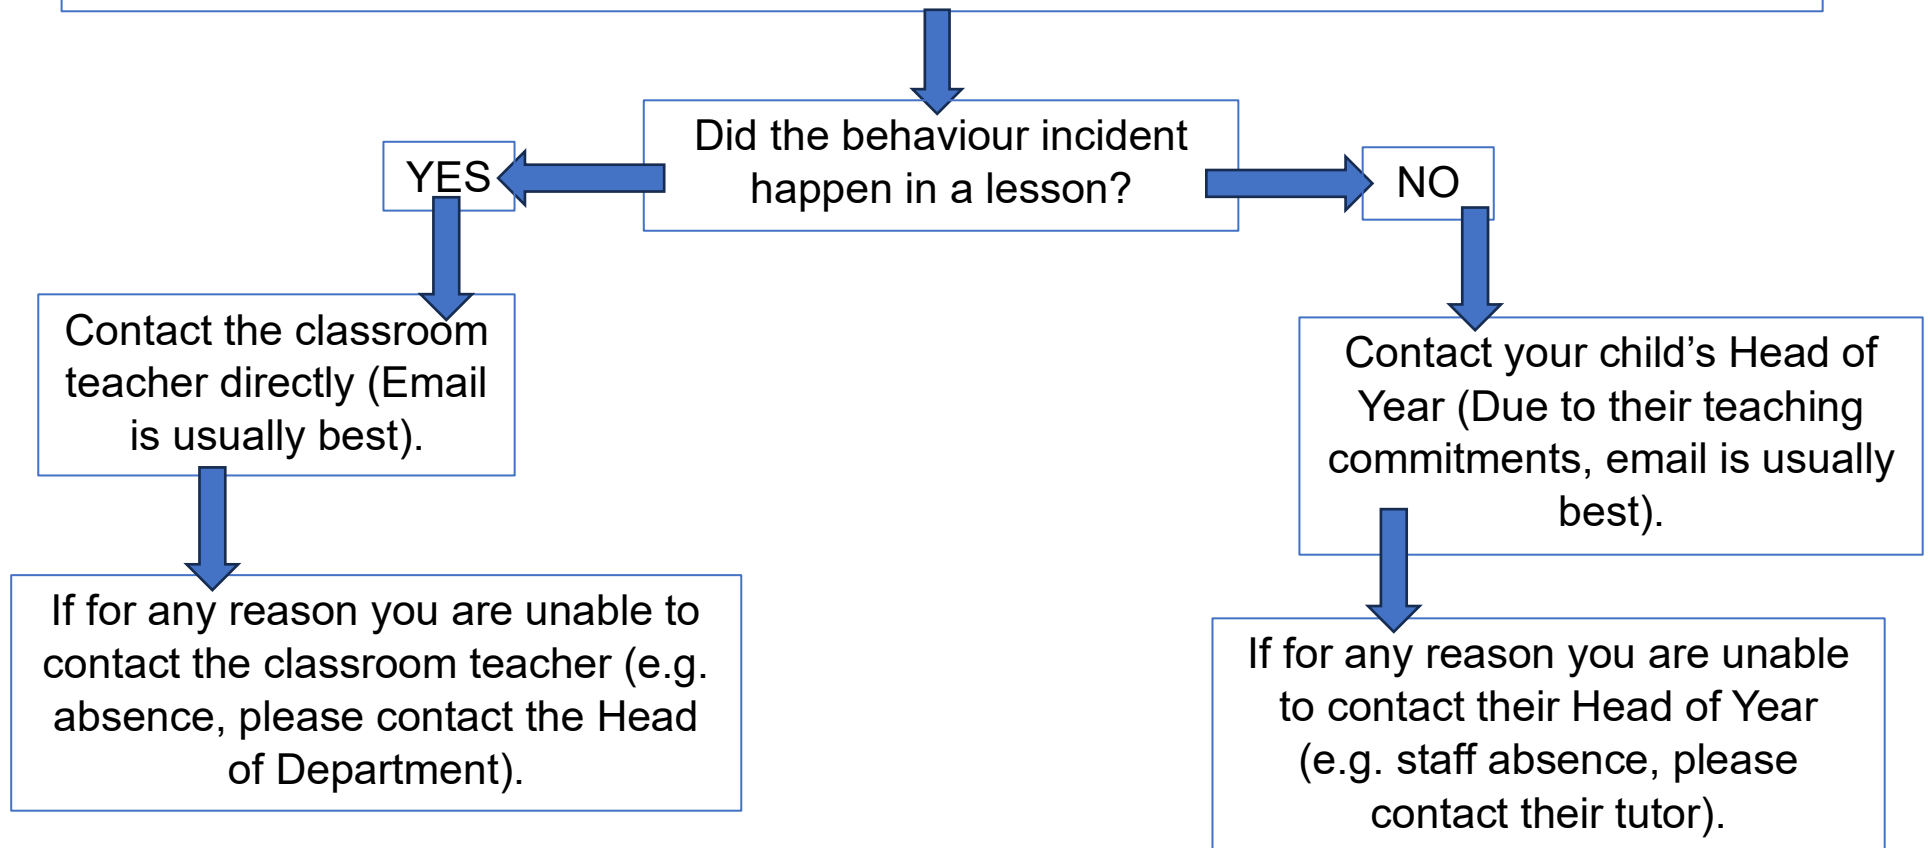 Did the behaviour incident
happen in a lesson?
YES
NO
Contact the classroom
teacher directly (Email
is usually best).
Contact your child’s Head of
Year (Due to their teaching
commitments, email is usually
best).
If for any reason you are unable to
contact the classroom teacher (e.g.
absence, please contact the Head
of Department).
If for any reason you are unable
to contact their Head of Year
(e.g. staff absence, please
contact their tutor).